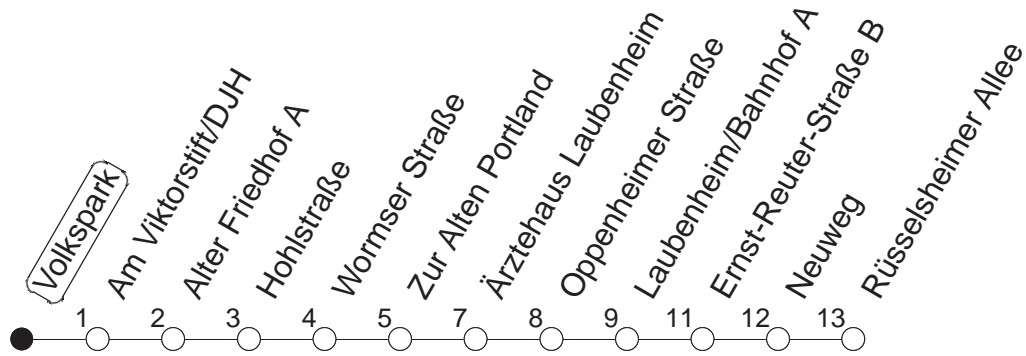 Volkspark
Am Viktorstift/DJH
Alter Friedhof A
Hohlstraße
Wormser Straße
Zur Alten Portland
Ärztehaus Laubenheim
Oppenheimer Straße
Laubenheim/Bahnhof A
Ernst-Reuter-Straße B
Neuweg
Rüsselsheimer Allee
1 2 3 4 5 7 8 9 11 12 13